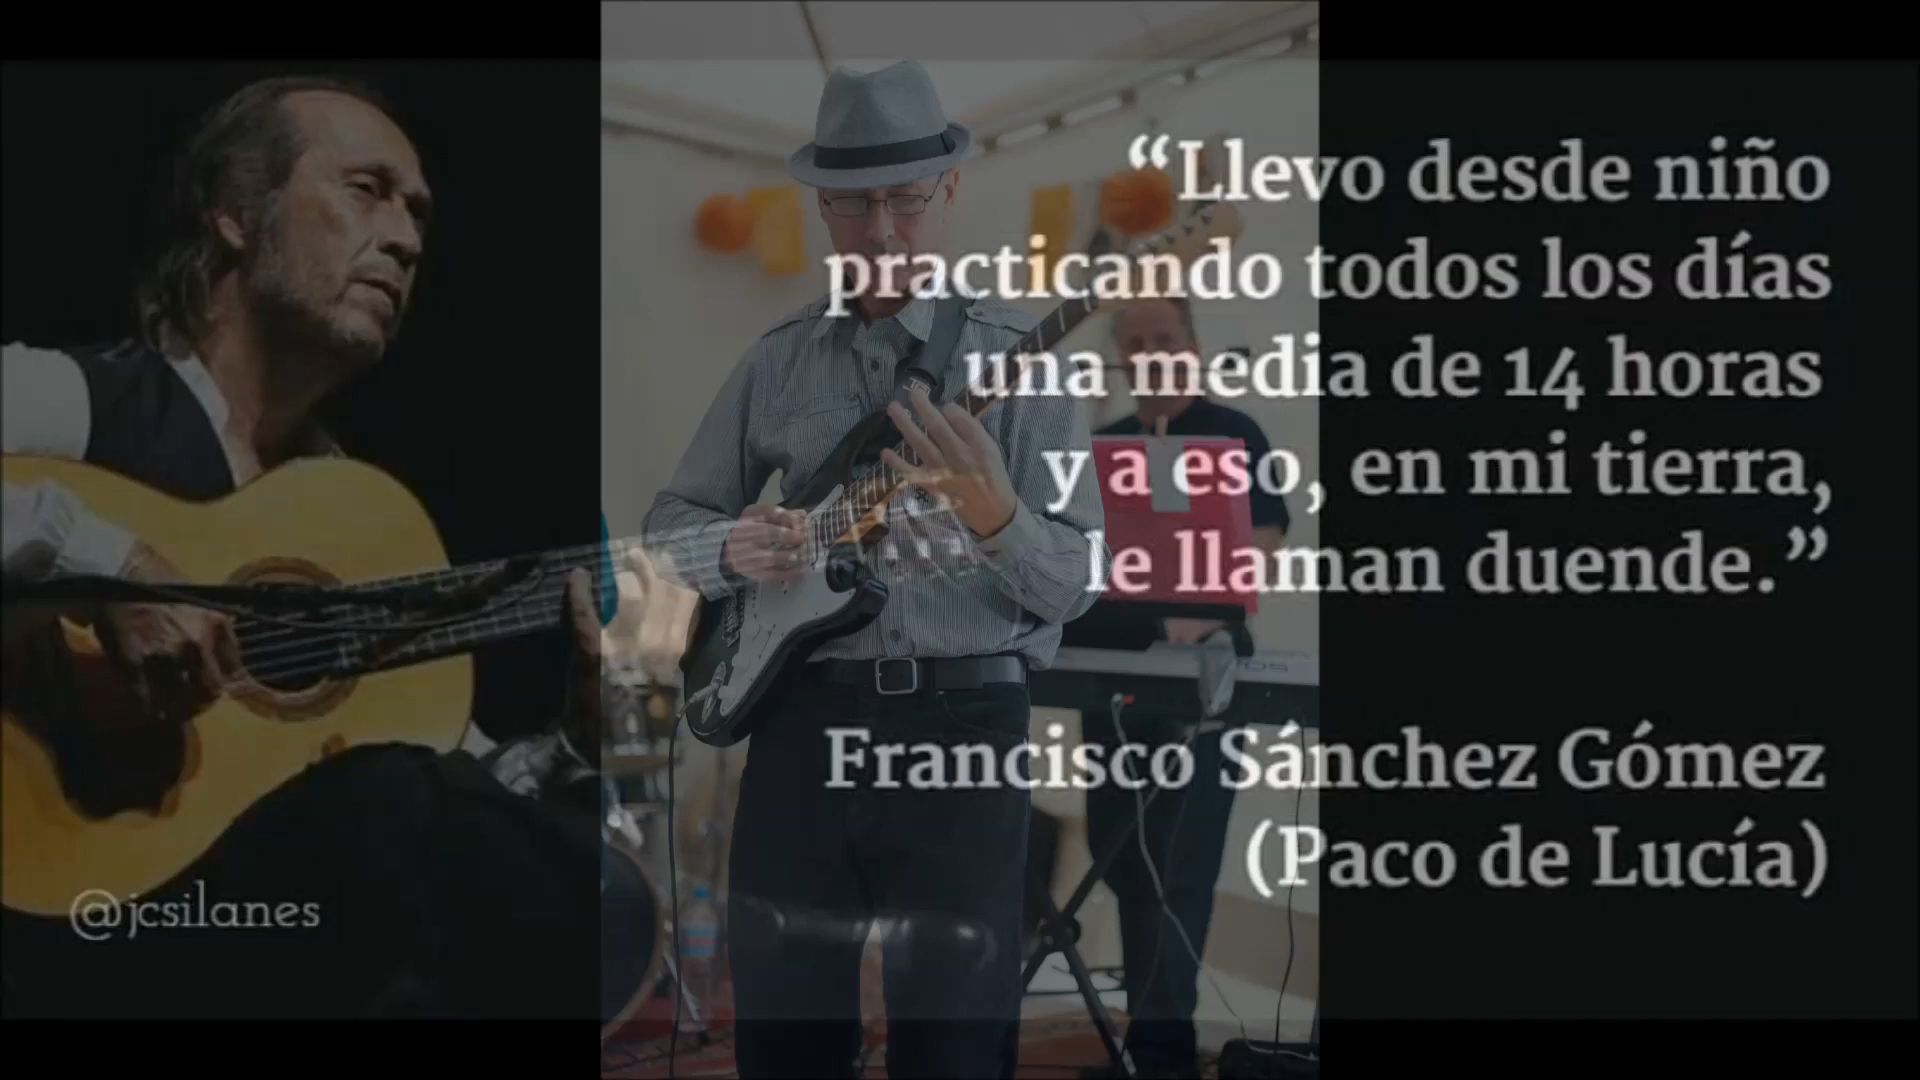 “Llevo desde niño
practicando todos los días
una media de 14 horas
y a eso, en mi tierra,
le llaman duende.”
Francisco Sánchez Gómez
(Paco de Lucía)
@jcsilanes